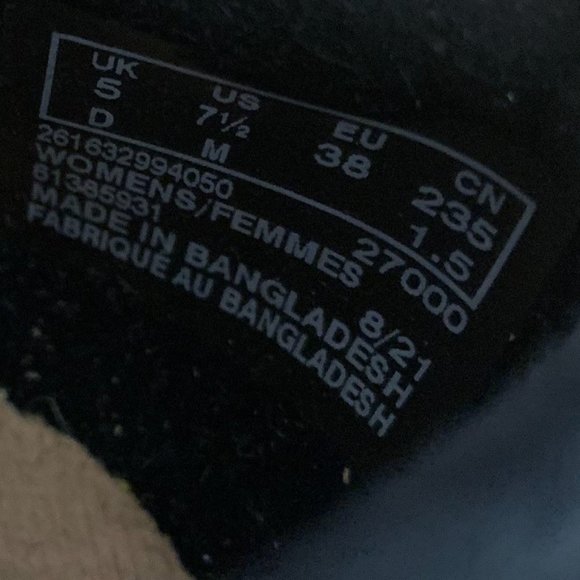 UK US EU CN
5 7½ 38 235
D M 1.5
261632994050 27000
WOMENS/FEMMES
61385931 8/21
MADE IN BANGLADESH
FABRIQUE AU BANGLADESH